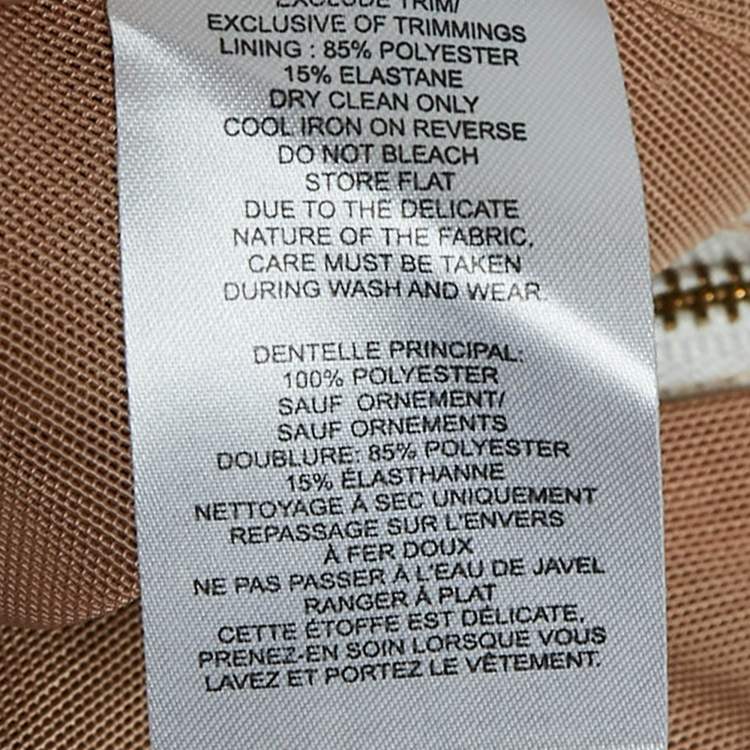 EXCLUDE TRIM/
EXCLUSIVE OF TRIMMINGS
LINING : 85% POLYESTER
15% ELASTANE
DRY CLEAN ONLY
COOL IRON ON REVERSE
DO NOT BLEACH
STORE FLAT
DUE TO THE DELICATE
NATURE OF THE FABRIC,
CARE MUST BE TAKEN
DURING WASH AND WEAR.
DENTELLE PRINCIPAL:
100% POLYESTER
SAUF ORNEMENT/
SAUF ORNEMENTS
DOUBLURE: 85% POLYESTER
15% ÉLASTHANNE
NETTOYAGE À SEC UNIQUEMENT
REPASSAGE SUR L'ENVERS
À FER DOUX
NE PAS PASSER À L'EAU DE JAVEL
RANGER À PLAT
CETTE ÉTOFFE EST DÉLICATE,
PRENEZ-EN SOIN LORSQUE VOUS
LAVEZ ET PORTEZ LE VÊTEMENT.